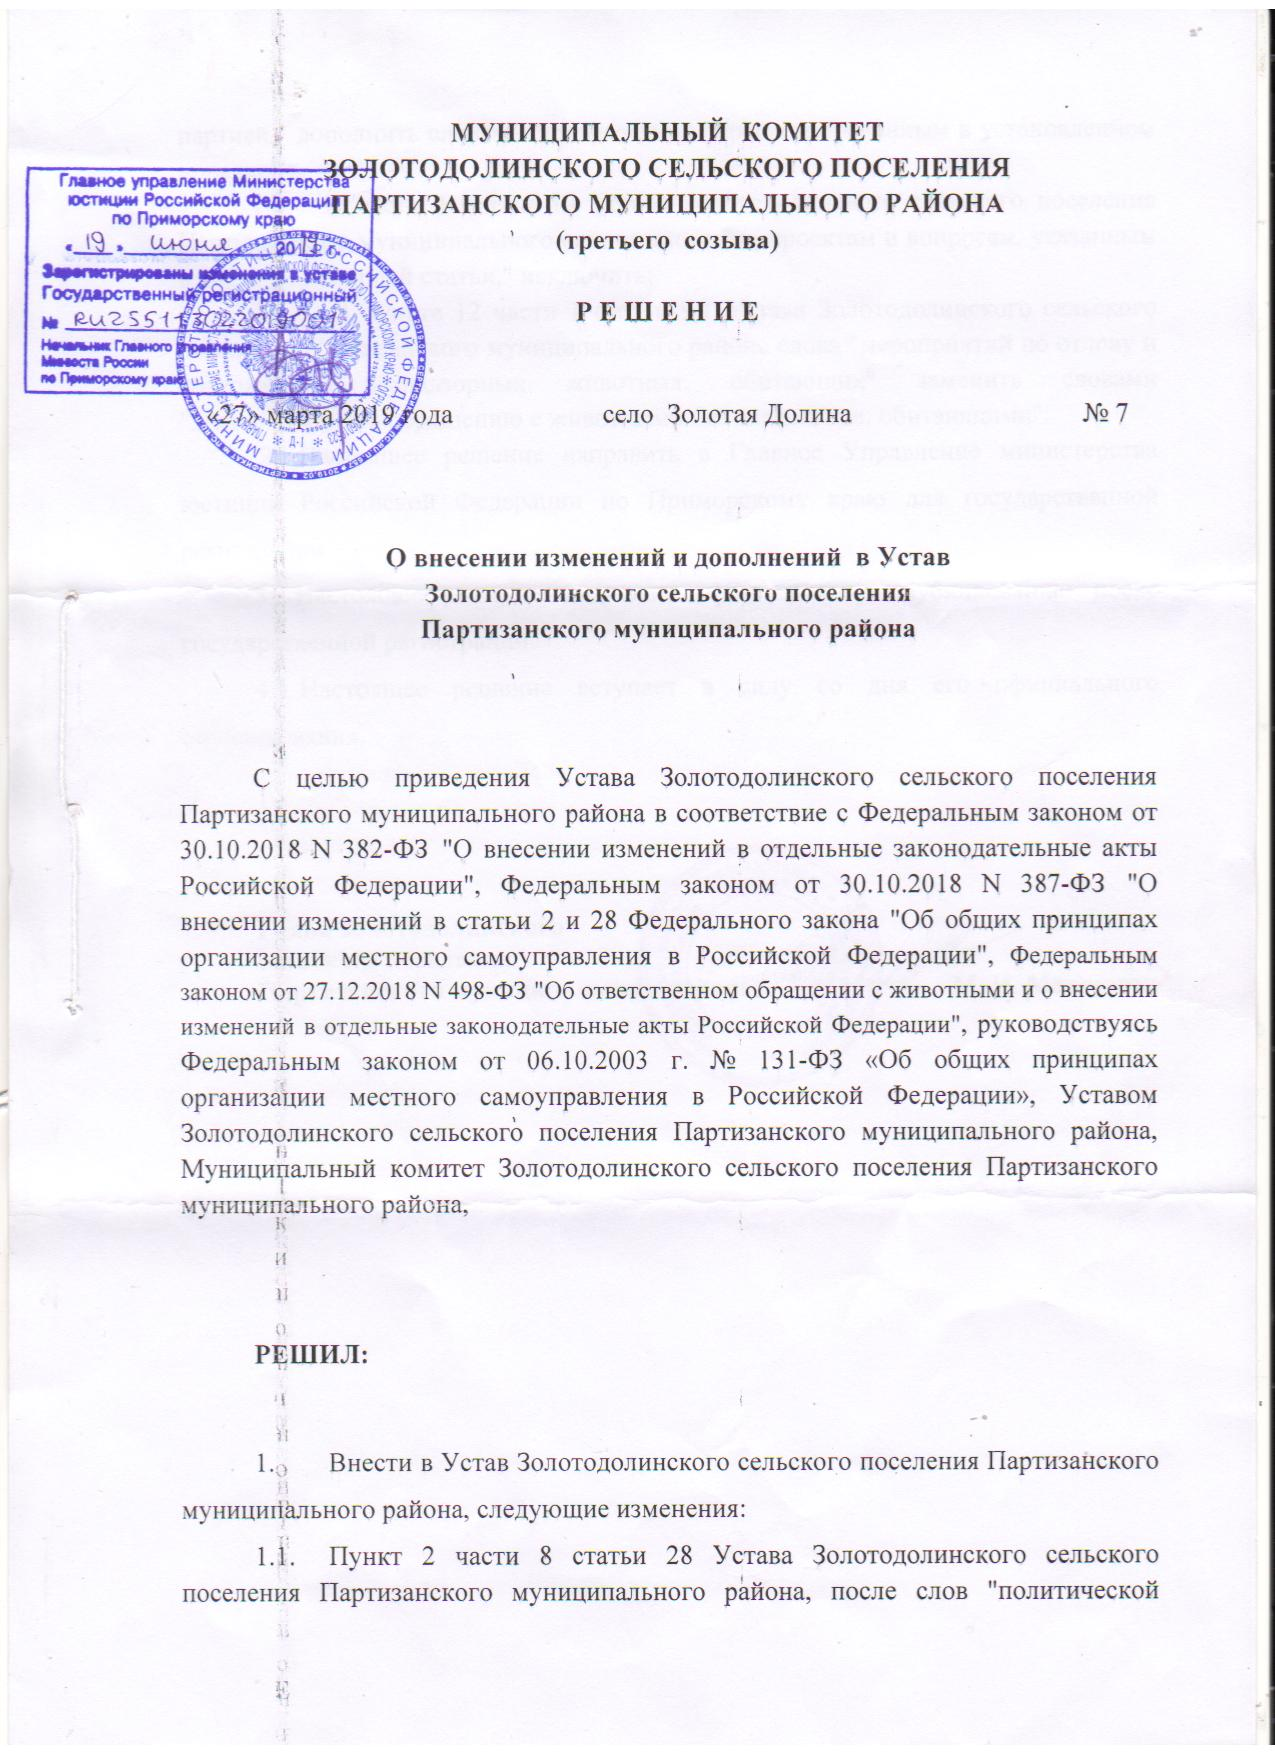 МУНИЦИПАЛЬНЫЙ КОМИТЕТ
ЗОЛОТОДОЛИНСКОГО СЕЛЬСКОГО ПОСЕЛЕНИЯ
ПАРТИЗАНСКОГО МУНИЦИПАЛЬНОГО РАЙОНА
(третьего созыва)
Главное управление Министерства
юстиции Российской Федерации
по Приморскому краю
« 19 » июня 20
Зарегистрированы изменения в уставе
Государственный регистрационный
№
Начальник Главного управления
Минюста России
по Приморскому краю
Р Е Ш Е Н И Е
«27» марта 2019 года село Золотая Долина № 7
О внесении изменений и дополнений в Устав
Золотодолинского сельского поселения
Партизанского муниципального района
С целью приведения Устава Золотодолинского сельского поселения
Партизанского муниципального района в соответствие с Федеральным законом от
30.10.2018 N 382-ФЗ "О внесении изменений в отдельные законодательные акты
Российской Федерации", Федеральным законом от 30.10.2018 N 387-ФЗ "О
внесении изменений в статьи 2 и 28 Федерального закона "Об общих принципах
организации местного самоуправления в Российской Федерации", Федеральным
законом от 27.12.2018 N 498-ФЗ "Об ответственном обращении с животными и о внесении
изменений в отдельные законодательные акты Российской Федерации", руководствуясь
Федеральным законом от 06.10.2003 г. № 131-ФЗ «Об общих принципах
организации местного самоуправления в Российской Федерации», Уставом
Золотодолинского сельского поселения Партизанского муниципального района,
Муниципальный комитет Золотодолинского сельского поселения Партизанского
муниципального района,
РЕШИЛ:
1. Внести в Устав Золотодолинского сельского поселения Партизанского
муниципального района, следующие изменения:
1.1. Пункт 2 части 8 статьи 28 Устава Золотодолинского сельского
поселения Партизанского муниципального района, после слов "политической